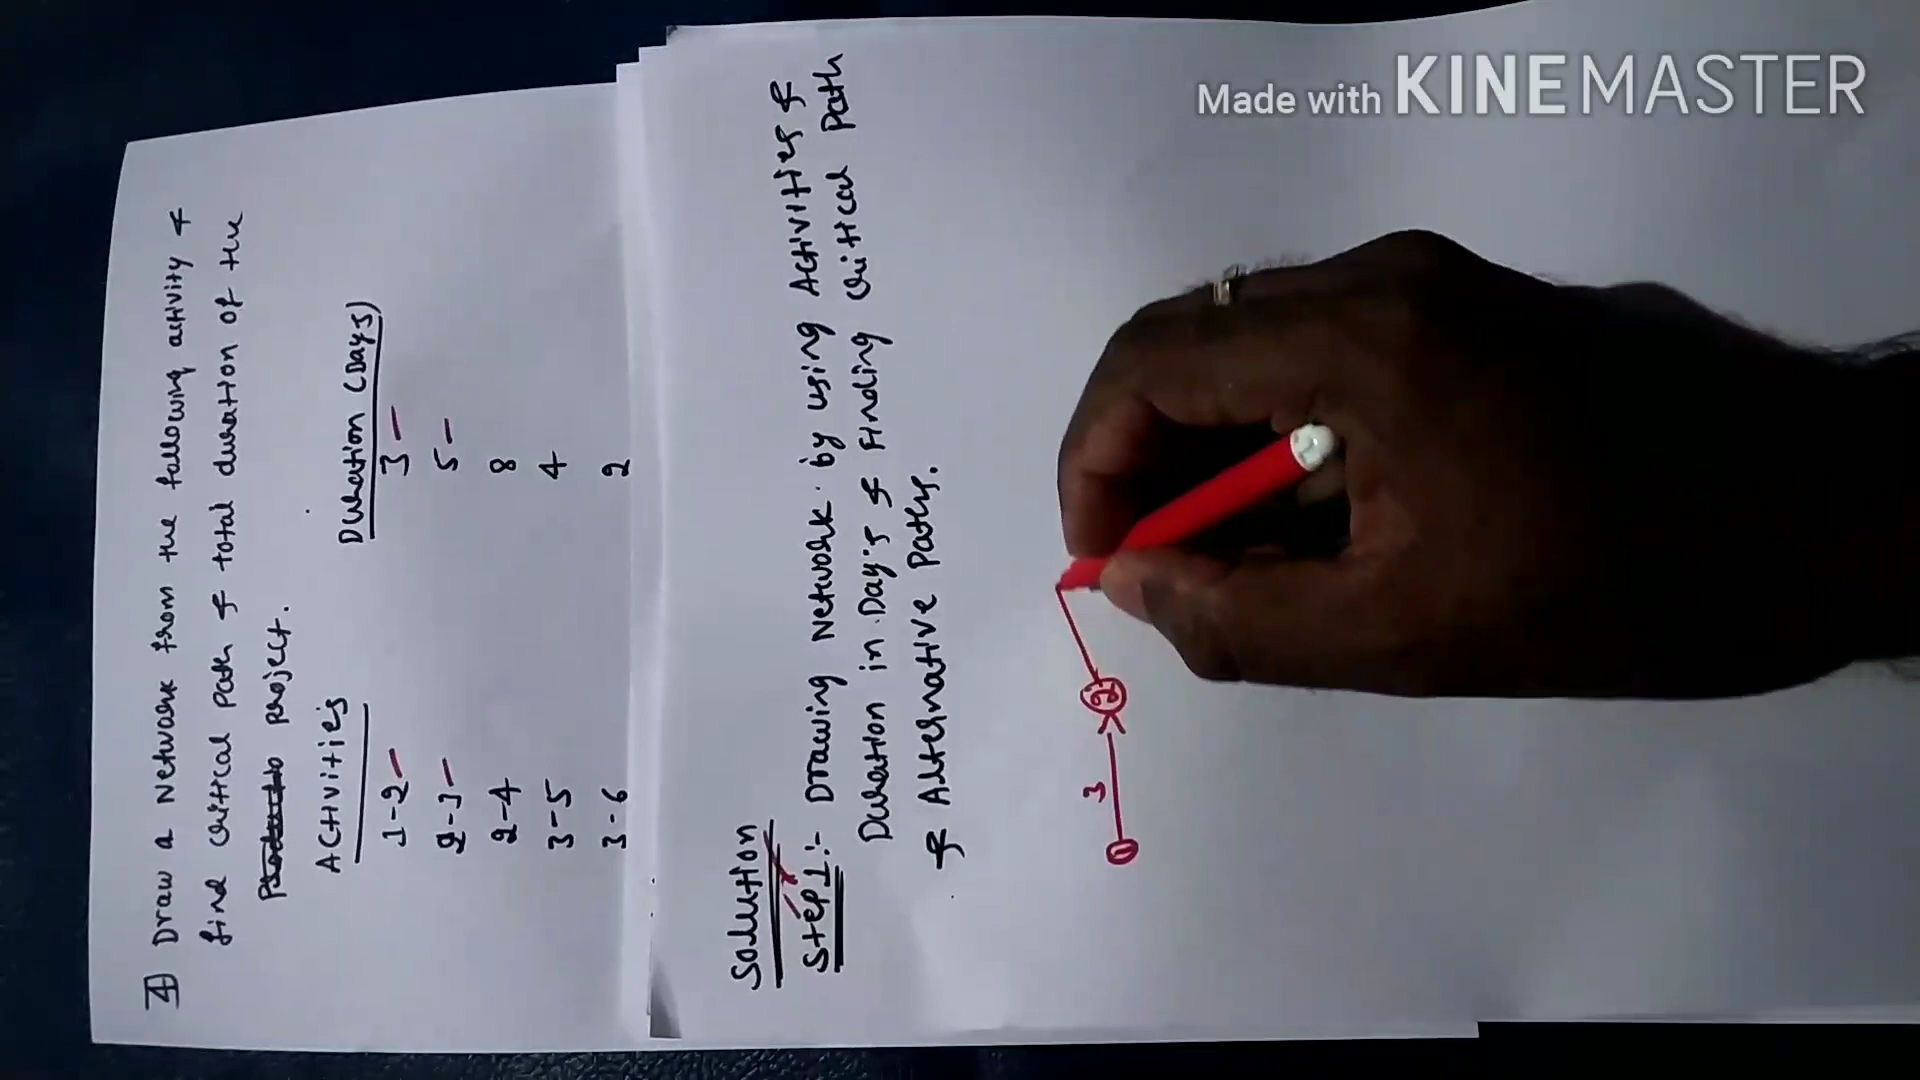 Made with KINEMASTER
4 Draw a Network from the following activity &
find critical path & total duration of the
project.
Activitie's Duration (Days)
1-2 - 3 -
2-3 - 5 -
2-4 8
3-5 4
3-6 2
Solution
Step 1:- Drawing Network by using Activities &
Duration in Day's & Finding critical path
& Alternative Paths.
1 3 2